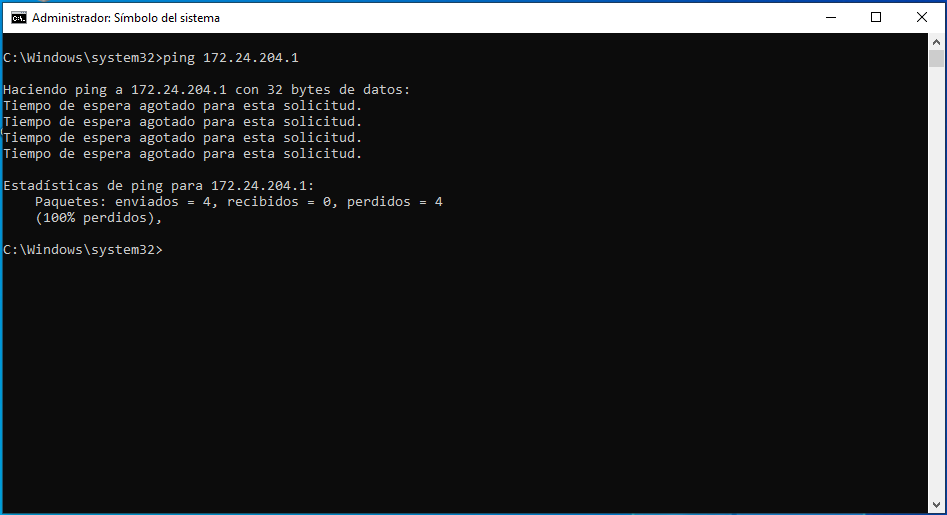 Administrador: Símbolo del sistema
C:\Windows\system32>ping 172.24.204.1
Haciendo ping a 172.24.204.1 con 32 bytes de datos:
Tiempo de espera agotado para esta solicitud.
Tiempo de espera agotado para esta solicitud.
Tiempo de espera agotado para esta solicitud.
Tiempo de espera agotado para esta solicitud.
Estadísticas de ping para 172.24.204.1:
Paquetes: enviados = 4, recibidos = 0, perdidos = 4
(100% perdidos),
C:\Windows\system32>